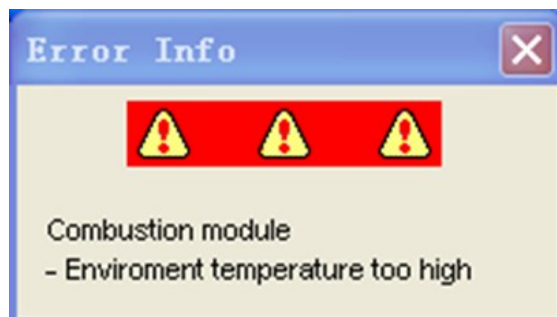 Error Info
Combustion module
- Enviroment temperature too high